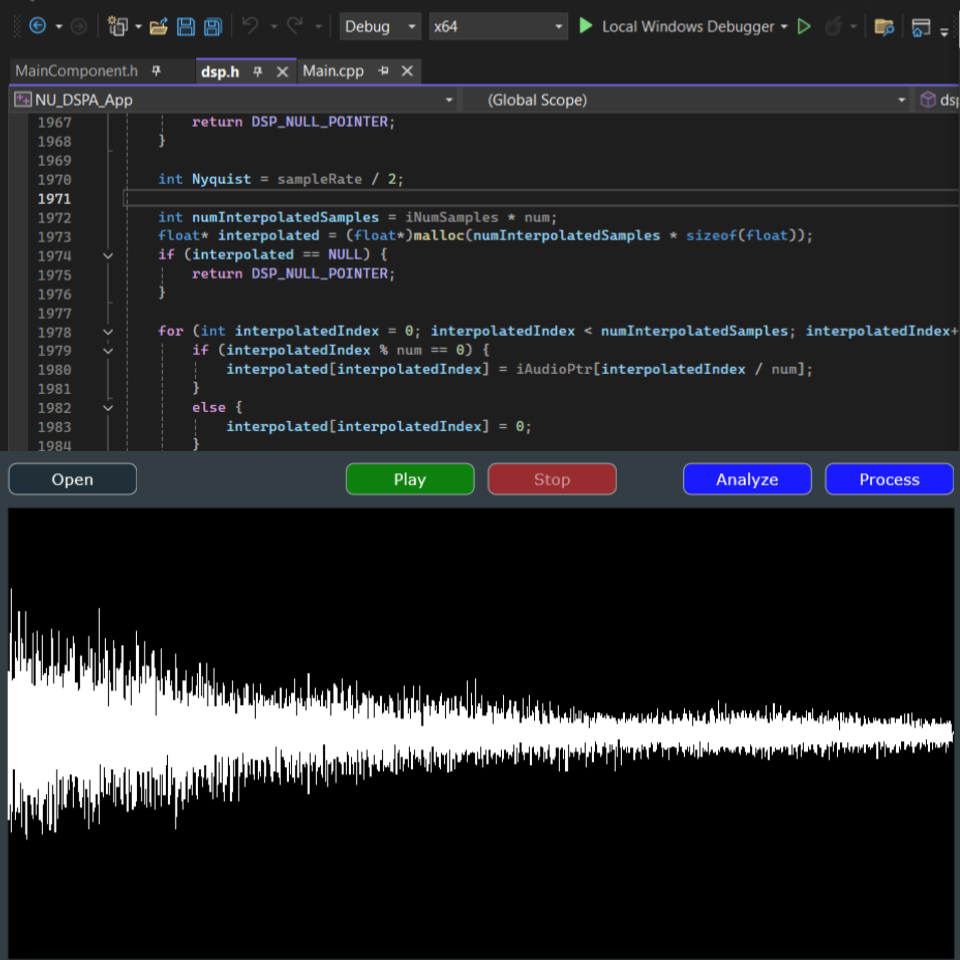 Debug x64 Local Windows Debugger
MainComponent.h dsp.h Main.cpp
NU_DSPA_App (Global Scope)
1967 return DSP_NULL_POINTER;
1968 }
1969
1970 int Nyquist = sampleRate / 2;
1971
1972 int numInterpolatedSamples = iNumSamples * num;
1973 float* interpolated = (float*)malloc(numInterpolatedSamples * sizeof(float));
1974 if (interpolated == NULL) {
1975 return DSP_NULL_POINTER;
1976 }
1977
1978 for (int interpolatedIndex = 0; interpolatedIndex < numInterpolatedSamples; interpolatedIndex+
1979 if (interpolatedIndex % num == 0) {
1980 interpolated[interpolatedIndex] = iAudioPtr[interpolatedIndex / num];
1981 }
1982 else {
1983 interpolated[interpolatedIndex] = 0;
1984 }
Open Play Stop Analyze Process